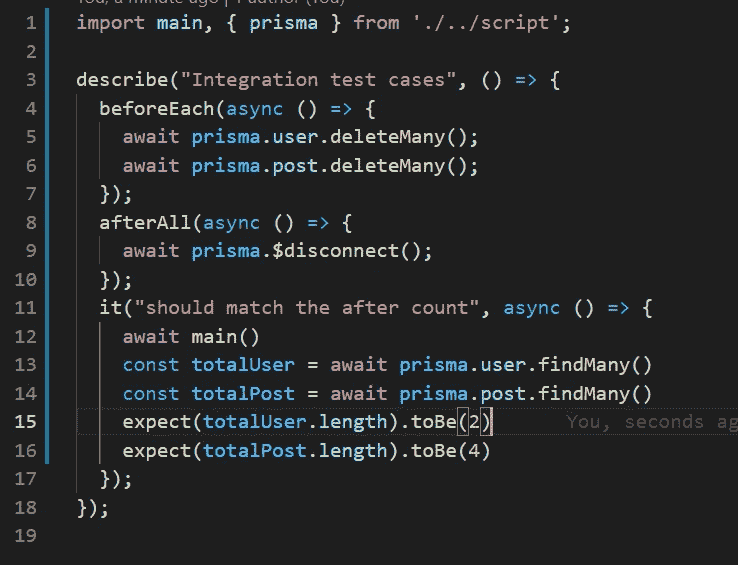 You, a minute ago | 1 author (You)
1 import main, { prisma } from './../script';
2
3 describe("Integration test cases", () => {
4 beforeEach(async () => {
5 await prisma.user.deleteMany();
6 await prisma.post.deleteMany();
7 });
8 afterAll(async () => {
9 await prisma.$disconnect();
10 });
11 it("should match the after count", async () => {
12 await main()
13 const totalUser = await prisma.user.findMany()
14 const totalPost = await prisma.post.findMany()
15 expect(totalUser.length).toBe(2) You, seconds ag
16 expect(totalPost.length).toBe(4)
17 });
18 });
19